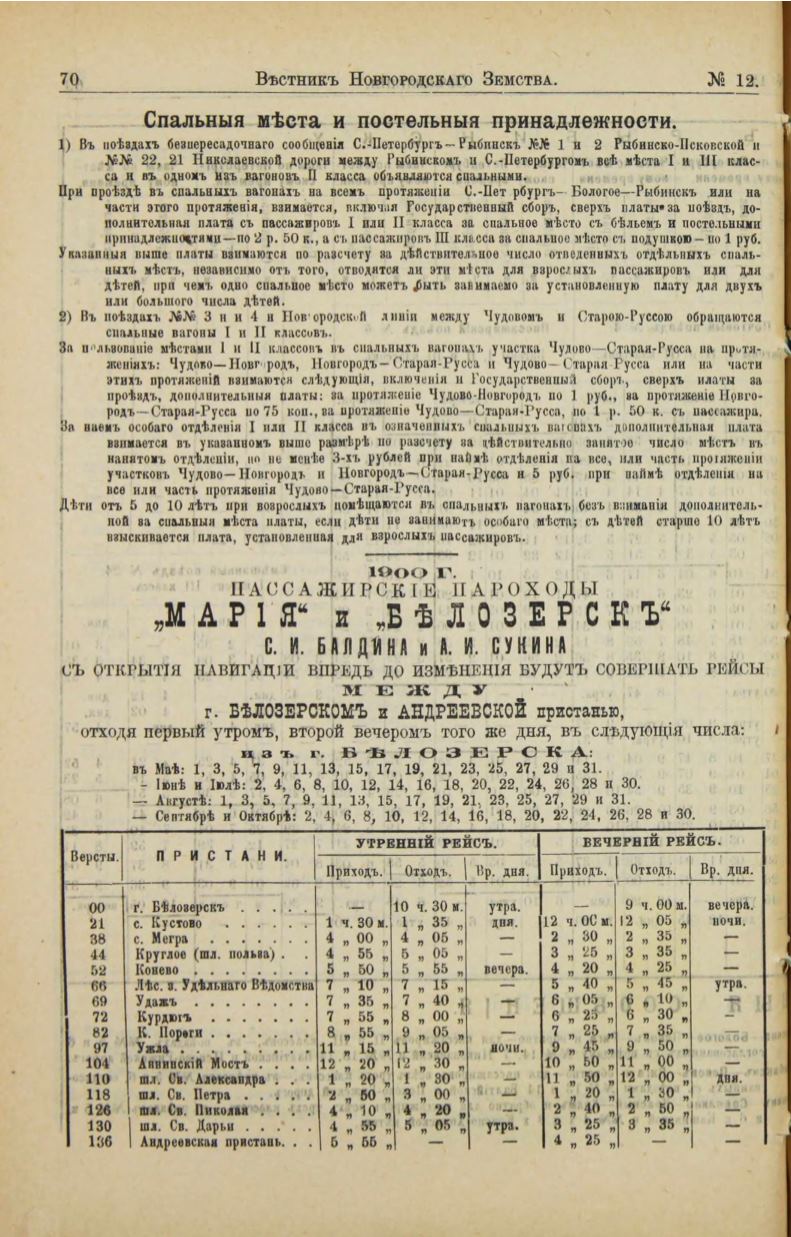 70 Вѣстникъ Новгородскаго Земства. № 12.
Спальныя мѣста и постельныя принадлежности.
1) Въ поѣздахъ безпересадочнаго сообщенія С.-Петербургъ—Рыбинскъ №№ 1 и 2 Рыбинско-Псковской и
№№ 22, 21 Николаевской дороги между Рыбинскомъ и С.-Петербургомъ всѣ мѣста I и III клас-
са и въ одномъ изъ вагоновъ II класса объявляются спальными.
При проѣздѣ въ спальныхъ вагонахъ на всемъ протяженіи С.-Пет рбургъ—Бологое—Рыбинскъ или на
части этого протяженія, взимается, включая Государственный сборъ, сверхъ платы за поѣздъ, до-
полнительная плата съ пассажировъ I или II класса за спальное мѣсто съ бѣльемъ и постельными
принадлежностями—по 2 р. 50 к., а съ пассажировъ III класса за спальное мѣсто съ подушкою—по 1 руб.
Указанныя выше платы взимаются по разсчету за дѣйствительное число отведенныхъ отдѣльныхъ спаль-
ныхъ мѣстъ, независимо отъ того, отводятся ли эти мѣста для взрослыхъ пассажировъ или для
дѣтей, при чемъ одно спальное мѣсто можетъ быть занимаемо за установленную плату для двухъ
или большого числа дѣтей.
2) Въ поѣздахъ №№ 3 и 4 и Новгородской линіи между Чудовомъ и Старою-Руссою обращаются
спальные вагоны I и II классовъ.
За пользованіе мѣстами I и II классовъ въ спальныхъ вагонахъ участка Чудово—Старая-Русса на протя-
женіяхъ: Чудово—Новгородъ, Новгородъ—Старая-Русса и Чудово—Старая Русса или на части
этихъ протяженій взимаются слѣдующія, включенія и Государственный сборъ, сверхъ платы за
проѣздъ, дополнительныя платы: за протяженіе Чудово-Новгородъ по 1 руб., за протяженіе Новго-
родъ—Старая-Русса по 75 коп., за протяженіе Чудово—Старая-Русса, по 1 р. 50 к. съ пассажира.
За наемъ особаго отдѣленія I или II класса въ означенныхъ спальныхъ вагонахъ дополнительная плата
взимается въ указанномъ выше размѣрѣ по разсчету за дѣйствительно занятое число мѣстъ въ
нанятомъ отдѣленіи, но не менѣе 3-хъ рублей при наймѣ отдѣленія на все, или часть протяженіи
участковъ Чудово—Новгородъ и Новгородъ—Старая-Русса и 5 руб. при наймѣ отдѣленія на
все или часть протяженія Чудово—Старая-Русса.
Дѣти отъ 5 до 10 лѣтъ при возрослыхъ помѣщаются въ спальныхъ вагонахъ безъ взиманія дополнитель-
ной за спальныя мѣста платы, если дѣти не занимаютъ особаго мѣста; съ дѣтей старше 10 лѣтъ
взыскивается плата, установленная для взрослыхъ пассажировъ.
1900 г.
ПАССАЖИРСКІЕ ПАРОХОДЫ
„МАРІЯ“ и „БѢЛОЗЕРСКЪ“
С. И. БАЛДИНА и А. И. СУКИНА
СЪ ОТКРЫТІЯ НАВИГАЦІИ ВПРЕДЬ ДО ИЗМѢНЕНІЯ БУДУТЪ СОВЕРШАТЬ РЕЙСЫ
МЕЖДУ
г. БѢЛОЗЕРСКОМЪ и АНДРЕЕВСКОЙ пристанью,
отходя первый утромъ, второй вечеромъ того же дня, въ слѣдующія числа:
изъ г. БѢЛОЗЕРСКА:
въ Маѣ: 1, 3, 5, 7, 9, 11, 13, 15, 17, 19, 21, 23, 25, 27, 29 и 31.
- Іюнѣ и Іюлѣ: 2, 4, 6, 8, 10, 12, 14, 16, 18, 20, 22, 24, 26, 28 и 30.
— Августѣ: 1, 3, 5, 7, 9, 11, 13, 15, 17, 19, 21, 23, 25, 27, 29 и 31.
— Сентябрѣ и Октябрѣ: 2, 4, 6, 8, 10, 12, 14, 16, 18, 20, 22, 24, 26, 28 и 30.
Версты. ПРИСТАНИ. УТРЕННІЙ РЕЙСЪ. ВЕЧЕРНІЙ РЕЙСЪ.
Приходъ. Отходъ. Вр. дня. Приходъ. Отходъ. Вр. дня.
00 г. Бѣлозерскъ . . . . . — 10 ч. 30 м. утра. — 9 ч. 00 м. вечера.
21 с. Кустово . . . . . . 1 ч. 30 м. 1 „ 35 „ дня. 12 ч. 00 м. 12 „ 05 „ ночи.
38 с. Мегра . . . . . . . 4 „ 00 „ 4 „ 05 „ — 2 „ 30 „ 2 „ 35 „ —
44 Круглое (шл. польва) . . 4 „ 55 „ 5 „ 05 „ — 3 „ 25 „ 3 „ 35 „ —
52 Конево . . . . . . . . 5 „ 50 „ 5 „ 55 „ вечера. 4 „ 20 „ 4 „ 25 „ —
66 Лѣс. з. Удѣльнаго Вѣдомства 7 „ 10 „ 7 „ 15 „ — 5 „ 40 „ 5 „ 45 „ утра.
69 Удажъ . . . . . . . . 7 „ 35 „ 7 „ 40 „ — 6 „ 05 „ 6 „ 10 „ —
72 Курдюгъ . . . . . . . 7 „ 55 „ 8 „ 00 „ — 6 „ 25 „ 6 „ 30 „ —
82 К. Пороги . . . . . . . 8 „ 55 „ 9 „ 05 „ — 7 „ 25 „ 7 „ 35 „ —
97 Ужла . . . . . . . . . 11 „ 15 „ 11 „ 20 „ ночи. 9 „ 45 „ 9 „ 50 „ —
104 Аннинскій Мостъ . . . . 12 „ 20 „ 12 „ 30 „ — 10 „ 50 „ 11 „ 00 „ —
110 шл. Св. Александра . . . 1 „ 20 „ 1 „ 30 „ — 11 „ 50 „ 12 „ 00 „ дня.
118 шл. Св. Петра . . . . . 2 „ 50 „ 3 „ 00 „ — 1 „ 20 „ 1 „ 30 „ —
126 шл. Св. Николая . . . . 4 „ 10 „ 4 „ 20 „ — 2 „ 40 „ 2 „ 50 „ —
130 шл. Св. Дарьи . . . . . 4 „ 55 „ 5 „ 05 „ утра. 3 „ 25 „ 3 „ 35 „ —
136 Андреевская пристань. . . 5 „ 55 „ — — 4 „ 25 „ — —